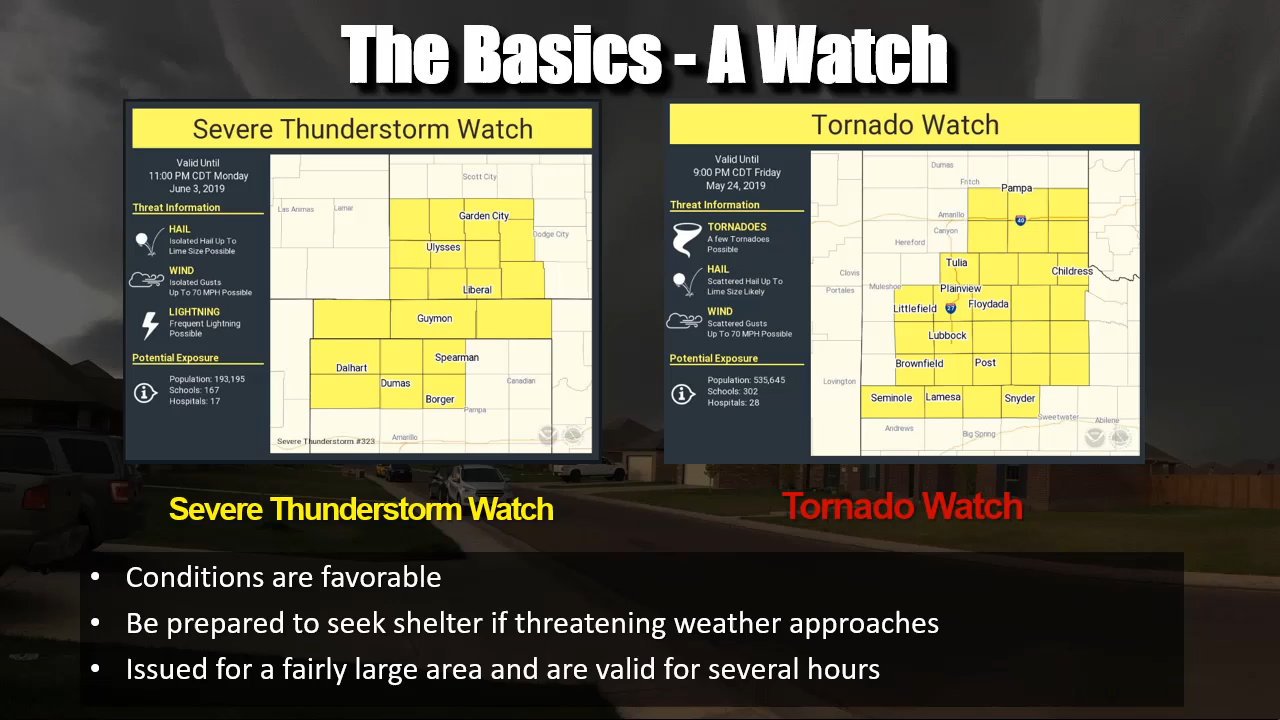 The Basics - A Watch
Severe Thunderstorm Watch
Valid Until
11:00 PM CDT Monday
June 3, 2019
Threat Information
HAIL
Isolated Hail Up To
Lime Size Possible
WIND
Isolated Gusts
Up To 70 MPH Possible
LIGHTNING
Frequent Lightning
Possible
Potential Exposure
Population: 193,195
Schools: 167
Hospitals: 17
Scott City
Las Animas
Lamar
Garden City
Dodge City
Ulysses
Liberal
Guymon
Spearman
Dalhart
Dumas
Canadian
Borger
Pampa
Amarillo
Severe Thunderstorm #323
Tornado Watch
Valid Until
9:00 PM CDT Friday
May 24, 2019
Threat Information
TORNADOES
A few Tornadoes
Possible
HAIL
Scattered Hail Up To
Lime Size Likely
WIND
Scattered Gusts
Up To 70 MPH Possible
Potential Exposure
Population: 535,645
Schools: 302
Hospitals: 28
Dumas
Fritch
Pampa
Amarillo
40
Canyon
Hereford
Tulia
Clovis
Childress
Portales
Muleshoe
Plainview
Littlefield
27
Floydada
Lubbock
Brownfield
Post
Lovington
Seminole
Lamesa
Snyder
Sweetwater
Abilene
Andrews
Big Spring
Severe Thunderstorm Watch
Tornado Watch
• Conditions are favorable
• Be prepared to seek shelter if threatening weather approaches
• Issued for a fairly large area and are valid for several hours